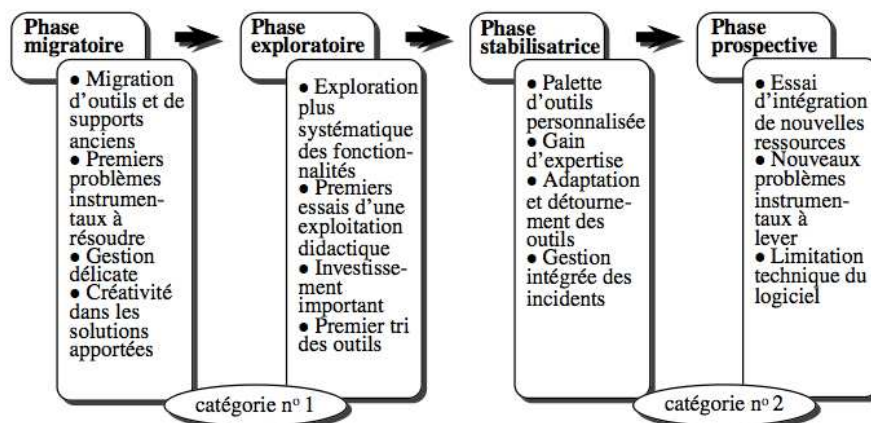 Phase
migratoire
● Migration
d'outils et de
supports
anciens
● Premiers
problèmes
instrumen-
taux à
résoudre
● Gestion
délicate
● Créativité
dans les
solutions
apportées
Phase
exploratoire
● Exploration
plus
systématique
des fonction-
nalités
● Premiers
essais d'une
exploitation
didactique
● Investisse-
ment
important
● Premier tri
des outils
Phase
stabilisatrice
● Palette
d'outils
personnalisée
● Gain
d'expertise
● Adaptation
et détourne-
ment des
outils
● Gestion
intégrée des
incidents
Phase
prospective
● Essai
d'intégration
de nouvelles
ressources
● Nouveaux
problèmes
instrumen-
taux à
lever
● Limitation
technique du
logiciel
catégorie nº 1
catégorie nº 2